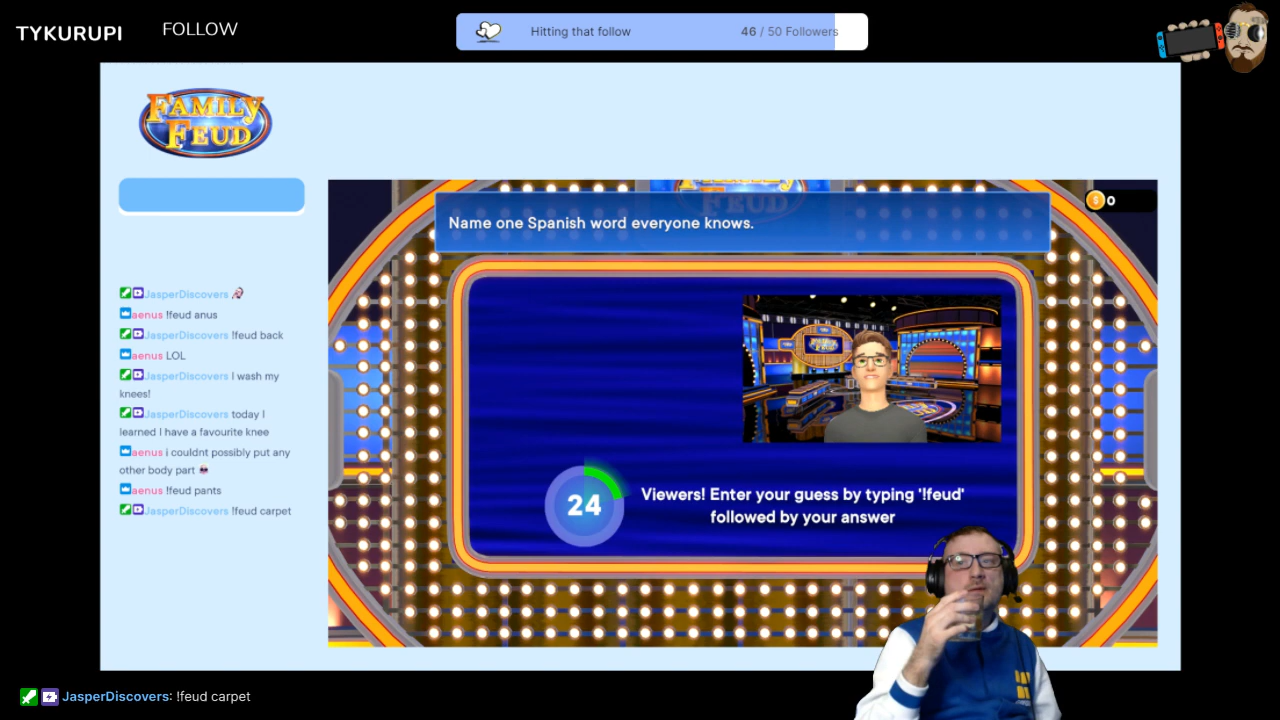 TYKURUPI
FOLLOW
Hitting that follow
46 / 50 Followers
FAMILY
FEUD
Name one Spanish word everyone knows.
0
JasperDiscovers
aenus !feud anus
JasperDiscovers !feud back
aenus LOL
JasperDiscovers I wash my
knees!
JasperDiscovers today I
learned I have a favourite knee
aenus i couldnt possibly put any
other body part
aenus !feud pants
JasperDiscovers !feud carpet
24
Viewers! Enter your guess by typing '!feud'
followed by your answer
JasperDiscovers: !feud carpet